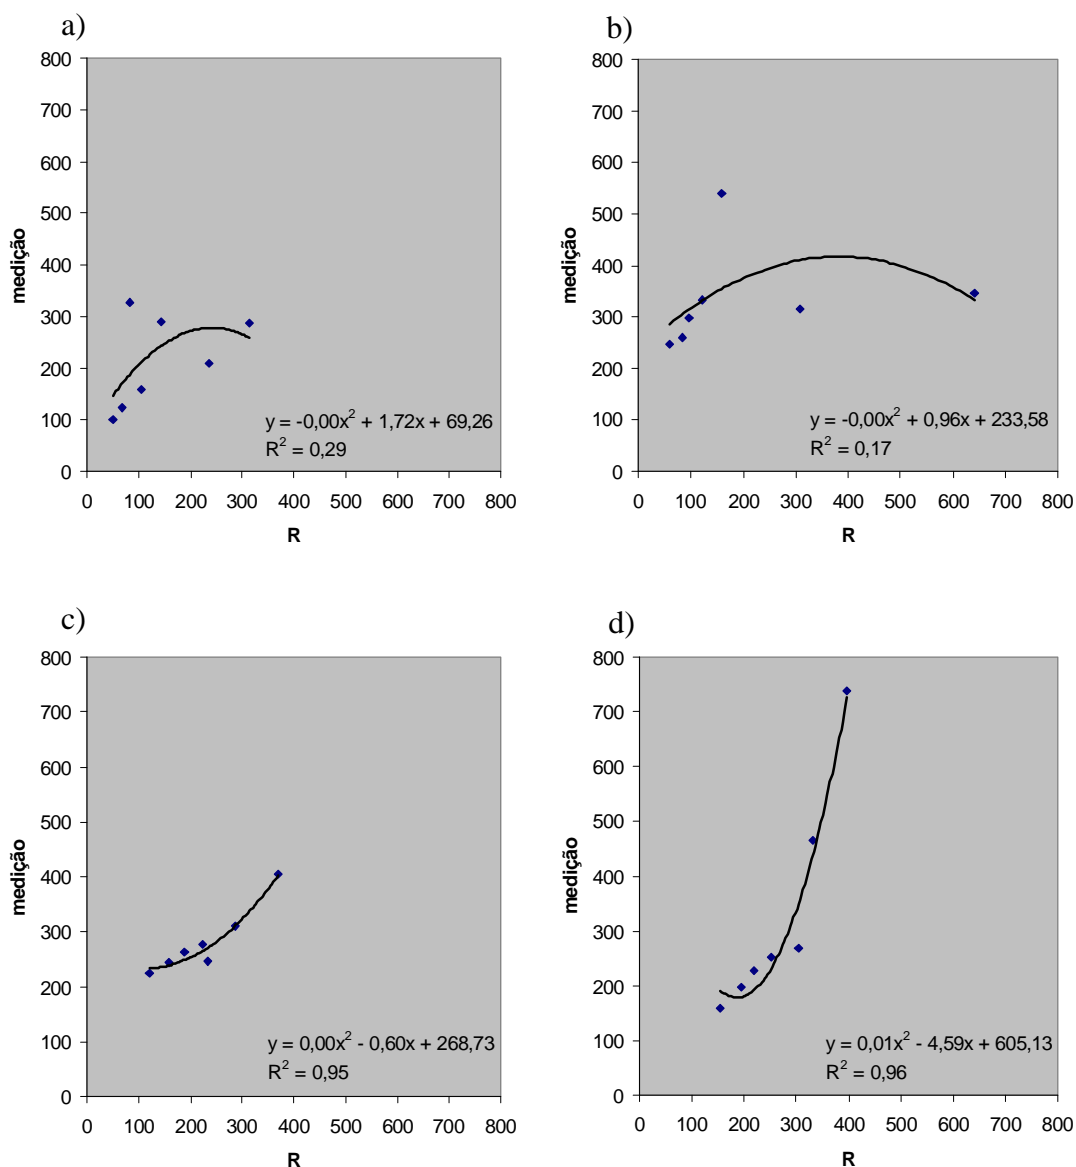 a)
800
700
600
500
400
300
200
100
0
medição
y = -0,00x² + 1,72x + 69,26
R² = 0,29
0 100 200 300 400 500 600 700 800
R
b)
800
700
600
500
400
300
200
100
0
medição
y = -0,00x² + 0,96x + 233,58
R² = 0,17
0 100 200 300 400 500 600 700 800
R
c)
800
700
600
500
400
300
200
100
0
medição
y = 0,00x² - 0,60x + 268,73
R² = 0,95
0 100 200 300 400 500 600 700 800
R
d)
800
700
600
500
400
300
200
100
0
medição
y = 0,01x² - 4,59x + 605,13
R² = 0,96
0 100 200 300 400 500 600 700 800
R